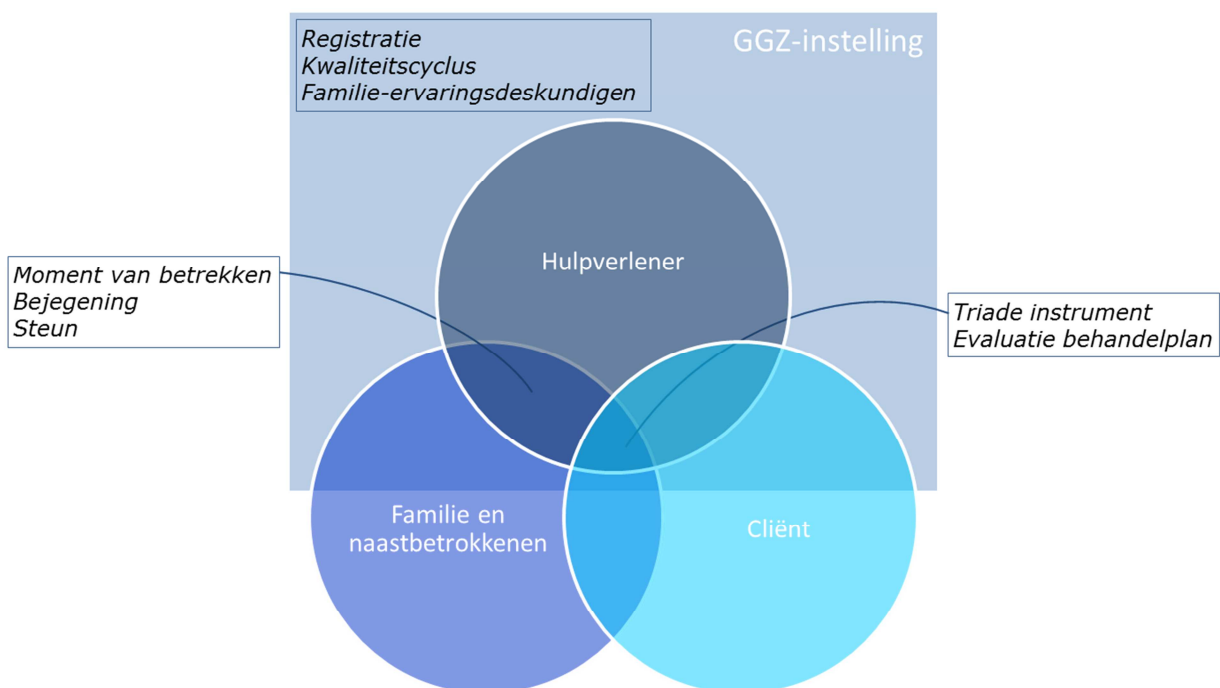 Registratie
Kwaliteitscyclus
Familie-ervaringsdeskundigen
GGZ-instelling
Hulpverlener
Moment van betrekken
Bejegening
Steun
Triade instrument
Evaluatie behandelplan
Familie en
naastbetrokkenen
Cliënt